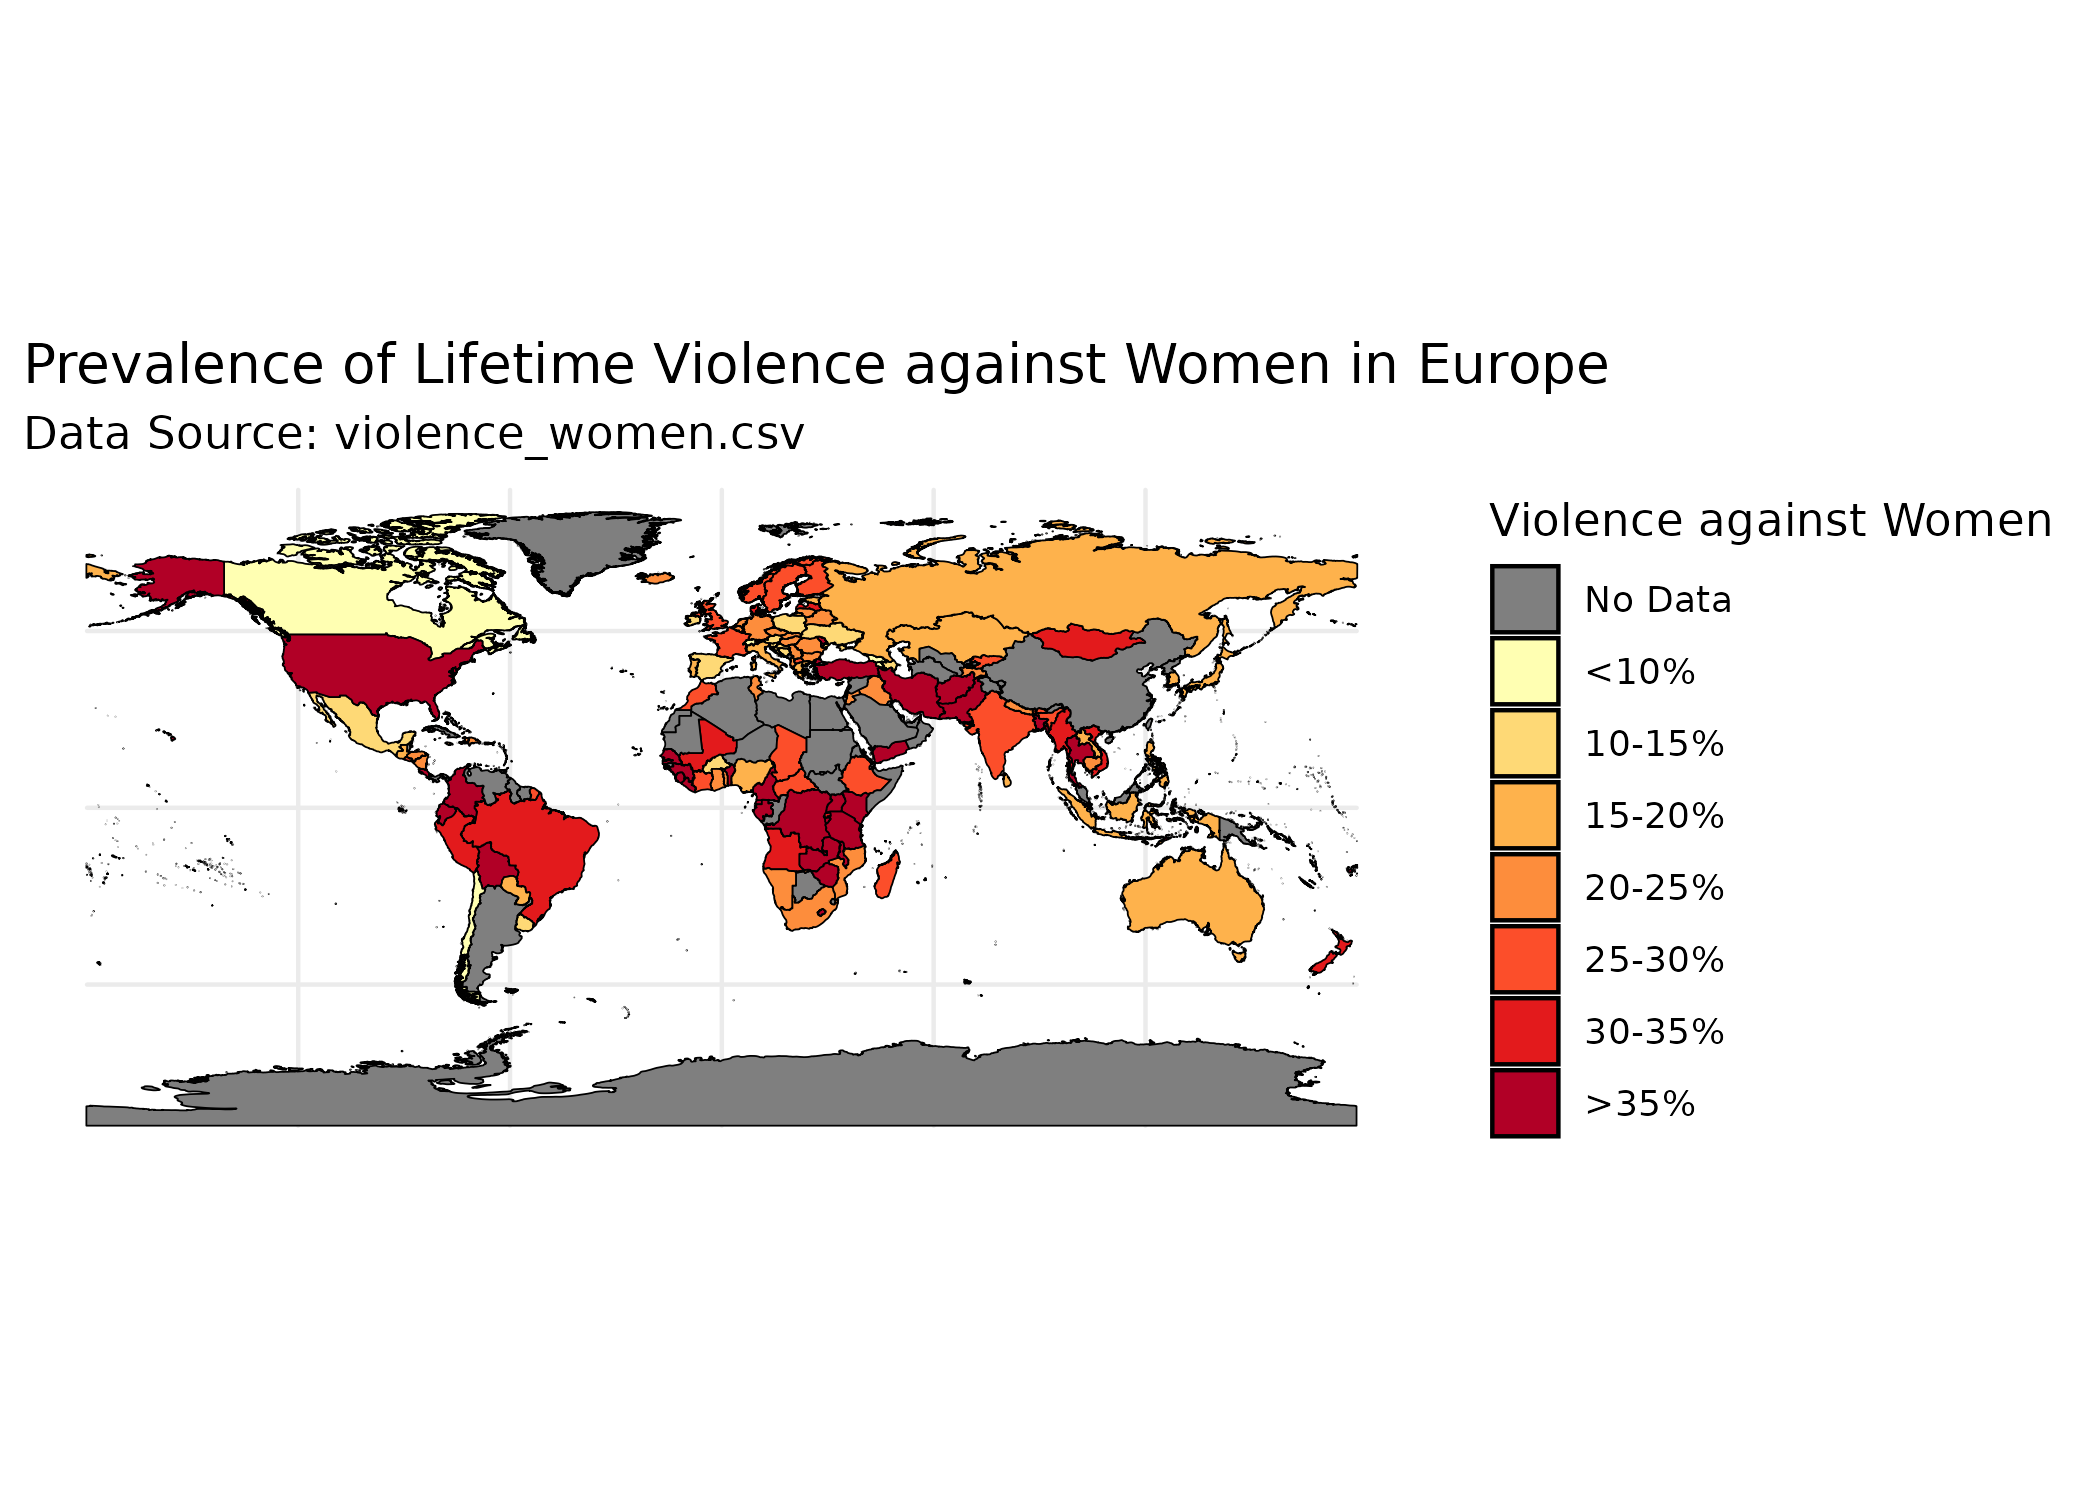 Prevalence of Lifetime Violence against Women in Europe
Data Source: violence_women.csv
Violence against Women
No Data
<10%
10-15%
15-20%
20-25%
25-30%
30-35%
>35%